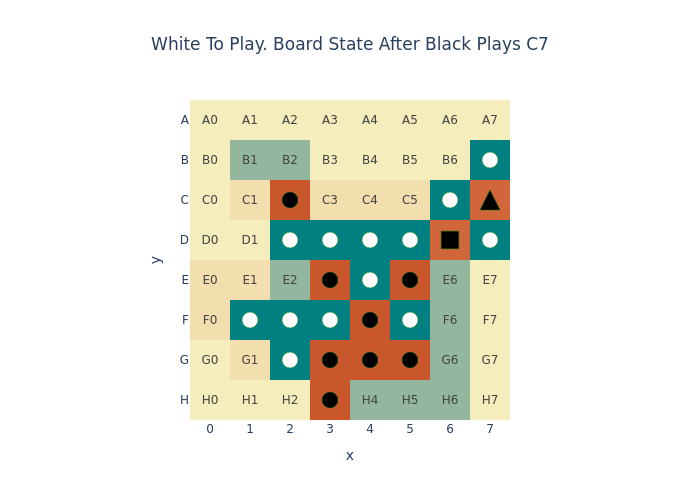 White To Play. Board State After Black Plays C7
A A0 A1 A2 A3 A4 A5 A6 A7
B B0 B1 B2 B3 B4 B5 B6
C C0 C1 C3 C4 C5
D D0 D1
y
E E0 E1 E2 E6 E7
F F0 F6 F7
G G0 G1 G6 G7
H H0 H1 H2 H4 H5 H6 H7
0 1 2 3 4 5 6 7
x